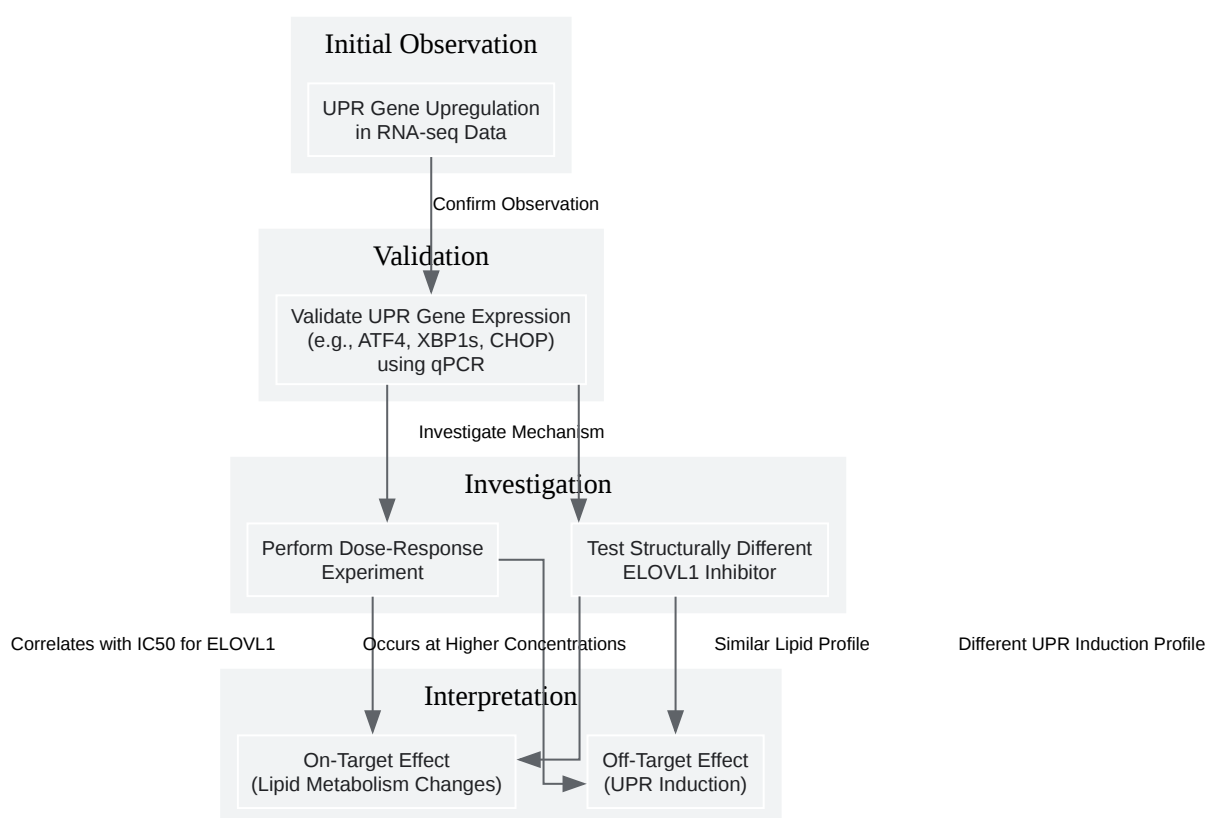 Initial Observation
UPR Gene Upregulation
in RNA-seq Data
Confirm Observation
Validation
Validate UPR Gene Expression
(e.g., ATF4, XBP1s, CHOP)
using qPCR
Investigate Mechanism
Investigation
Perform Dose-Response
Experiment
Test Structurally Different
ELOVL1 Inhibitor
Correlates with IC50 for ELOVL1
Occurs at Higher Concentrations
Similar Lipid Profile
Different UPR Induction Profile
Interpretation
On-Target Effect
(Lipid Metabolism Changes)
Off-Target Effect
(UPR Induction)